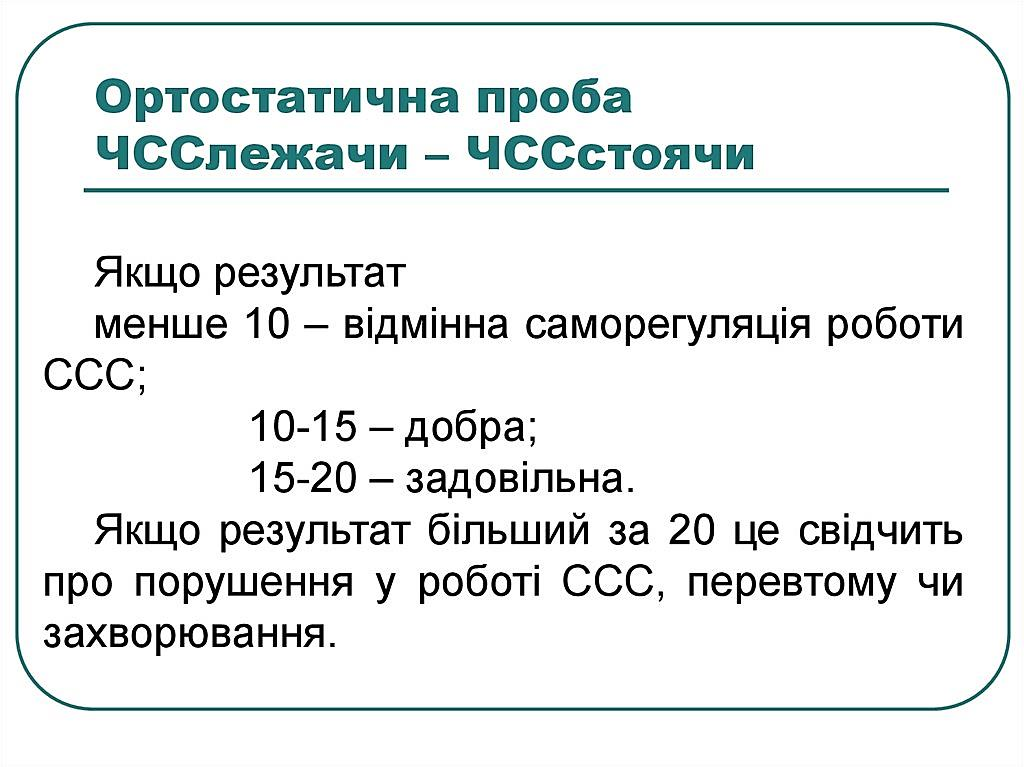 Ортостатична проба
ЧССлежачи – ЧССстоячи
Якщо результат
менше 10 – відмінна саморегуляція роботи
ССС;
10-15 – добра;
15-20 – задовільна.
Якщо результат більший за 20 це свідчить
про порушення у роботі ССС, перевтому чи
захворювання.